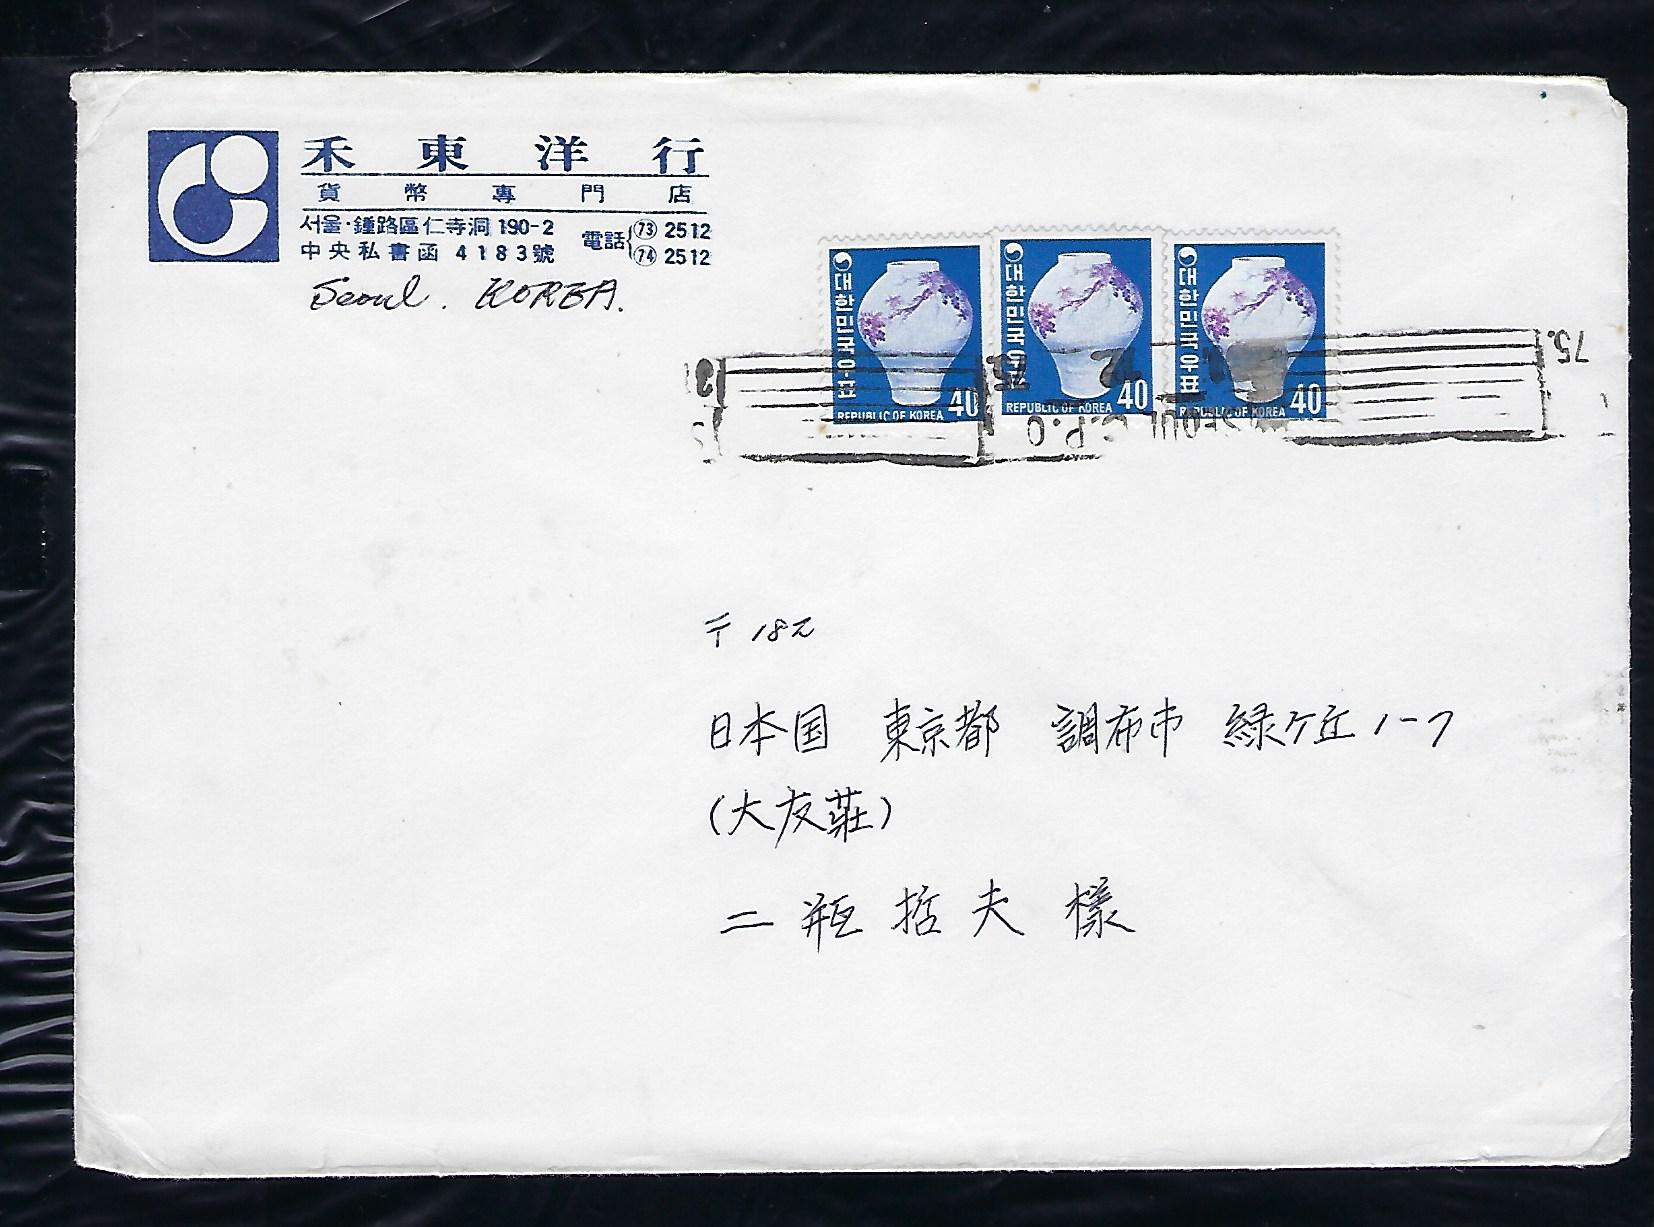 禾東洋行
貨幣專門店
서울·鍾路區仁寺洞 190-2
中央私書函 4183號
電話 ㉃ 2512
2512
Seoul. KOREA.
대한민국우표
40
REPUBLIC OF KOREA
대한민국우표
40
REPUBLIC OF KOREA
대한민국우표
40
REPUBLIC OF KOREA
75.
SEOUL G.P.O
〒 182
日本国 東京都 調布市 緑ケ丘 1-7
(大友荘)
二瓶哲夫 様